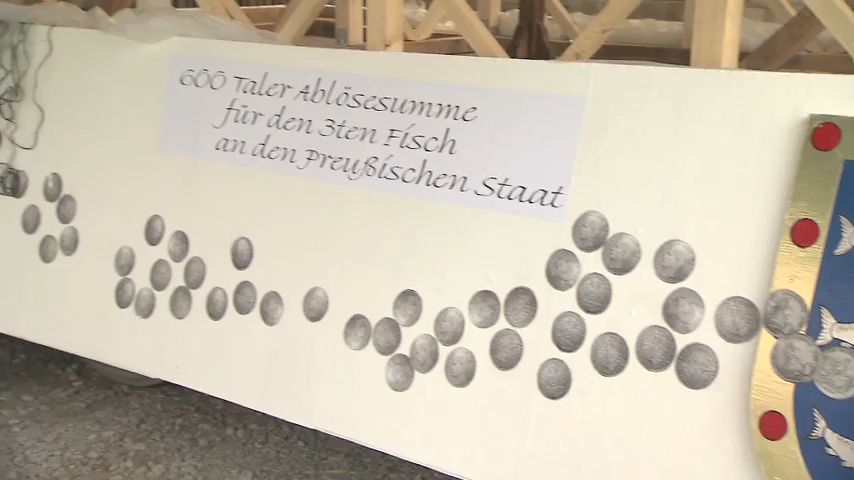 600 Taler Ablösesumme
für den 3ten Fisch
an den Preußischen Staat